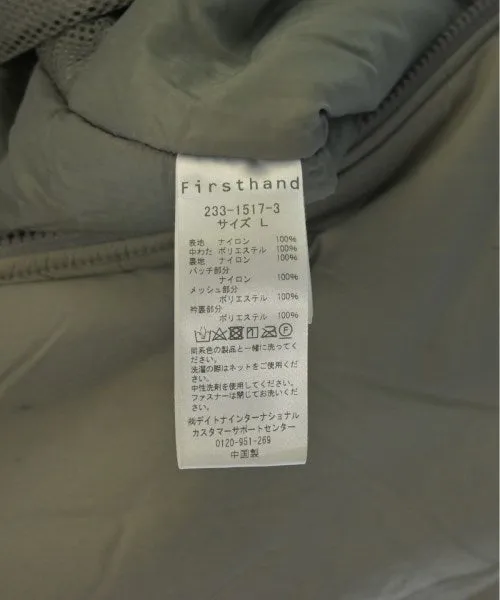 Firsthand
233-1517-3
サイズ L
表地 ナイロン 100%
中わた ポリエステル 100%
裏地 ナイロン 100%
パッチ部分
ナイロン 100%
メッシュ部分
ポリエステル 100%
衿裏部分
ポリエステル 100%
同系色の製品と一緒に洗ってく
ださい。
洗濯の際はネットをご使用くだ
さい。
中性洗剤を使用してください。
ファスナーは閉じてお洗いくだ
さい。
㈱デイトナインターナショナル
カスタマーサポートセンター
0120-951-269
中国製